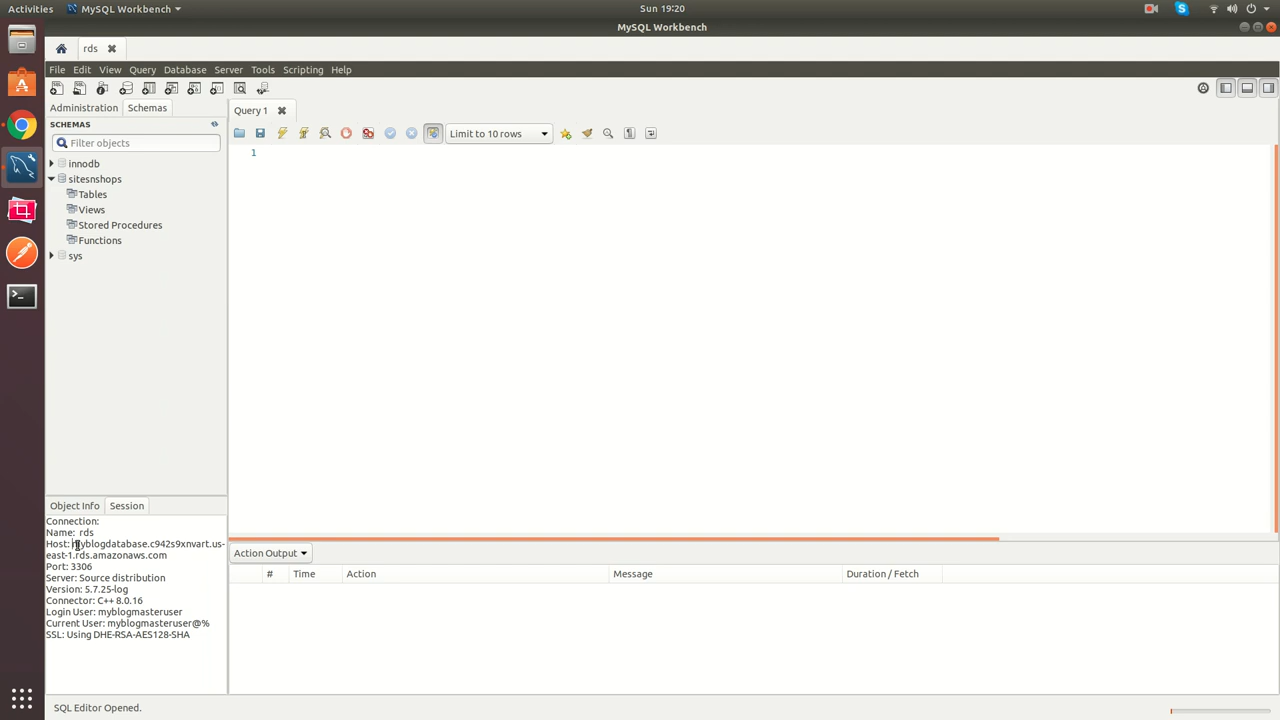 Activities
MySQL Workbench
Sun 19:20
MySQL Workbench
rds
File Edit View Query Database Server Tools Scripting Help
Administration Schemas
Query 1
SCHEMAS
Filter objects
Limit to 10 rows
1
innodb
sitesnshops
Tables
Views
Stored Procedures
Functions
sys
Object Info Session
Connection:
Name: rds
Host: myblogdatabase.c942s9xnvart.us-
east-1.rds.amazonaws.com
Port: 3306
Server: Source distribution
Version: 5.7.25-log
Connector: C++ 8.0.16
Login User: myblogmasteruser
Current User: myblogmasteruser@%
SSL: Using DHE-RSA-AES128-SHA
Action Output
# Time Action Message Duration / Fetch
SQL Editor Opened.